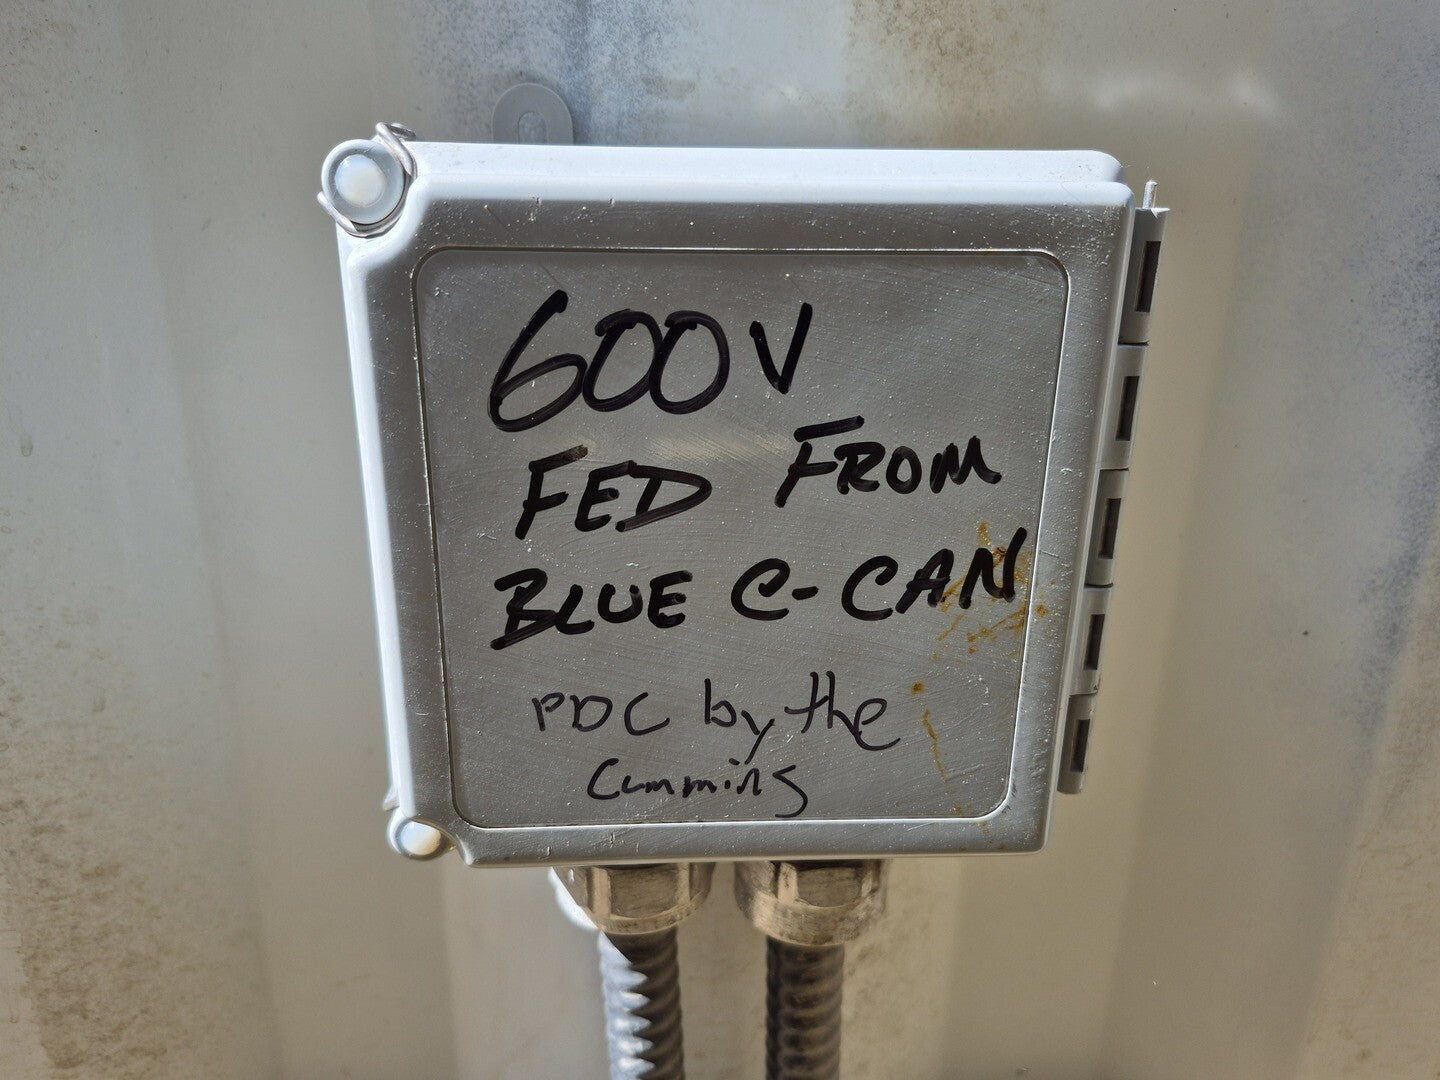 600V
FED FROM
BLUE C-CAN
PDC by the
Cummins